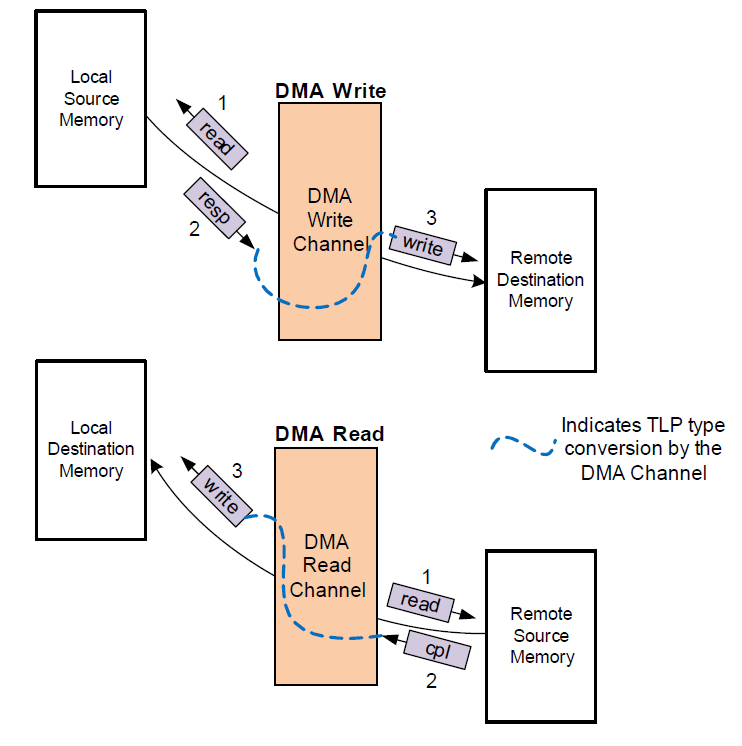 Local
Source
Memory
1
read
resp
2
DMA Write
DMA
Write
Channel
3
write
Remote
Destination
Memory
Local
Destination
Memory
3
write
DMA Read
DMA
Read
Channel
1
read
cpl
2
Remote
Source
Memory
Indicates TLP type
conversion by the
DMA Channel